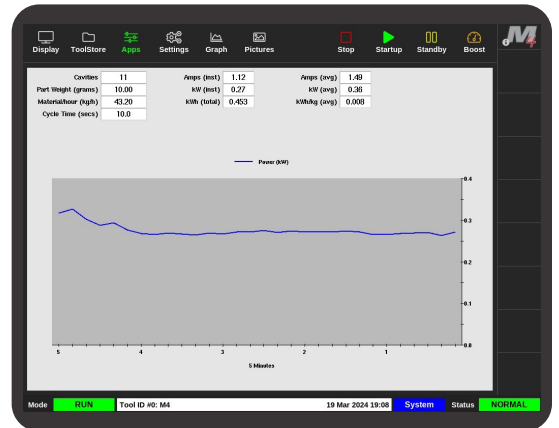 Display ToolStore Apps Settings Graph Pictures Stop Startup Standby Boost
M4
Cavities 11 Amps (inst) 1.12 Amps (avg) 1.49
Part Weight (grams) 10.00 kW (inst) 0.27 kW (avg) 0.36
Material/hour (kg/h) 43.20 kWh (total) 0.453 kWh/kg (avg) 0.008
Cycle Time (secs) 10.0
Power (kW)
0.4
0.3
0.2
0.1
0.0
5 4 3 2 1
5 Minutes
Mode RUN Tool ID #0: M4 19 Mar 2024 19:08 System Status NORMAL